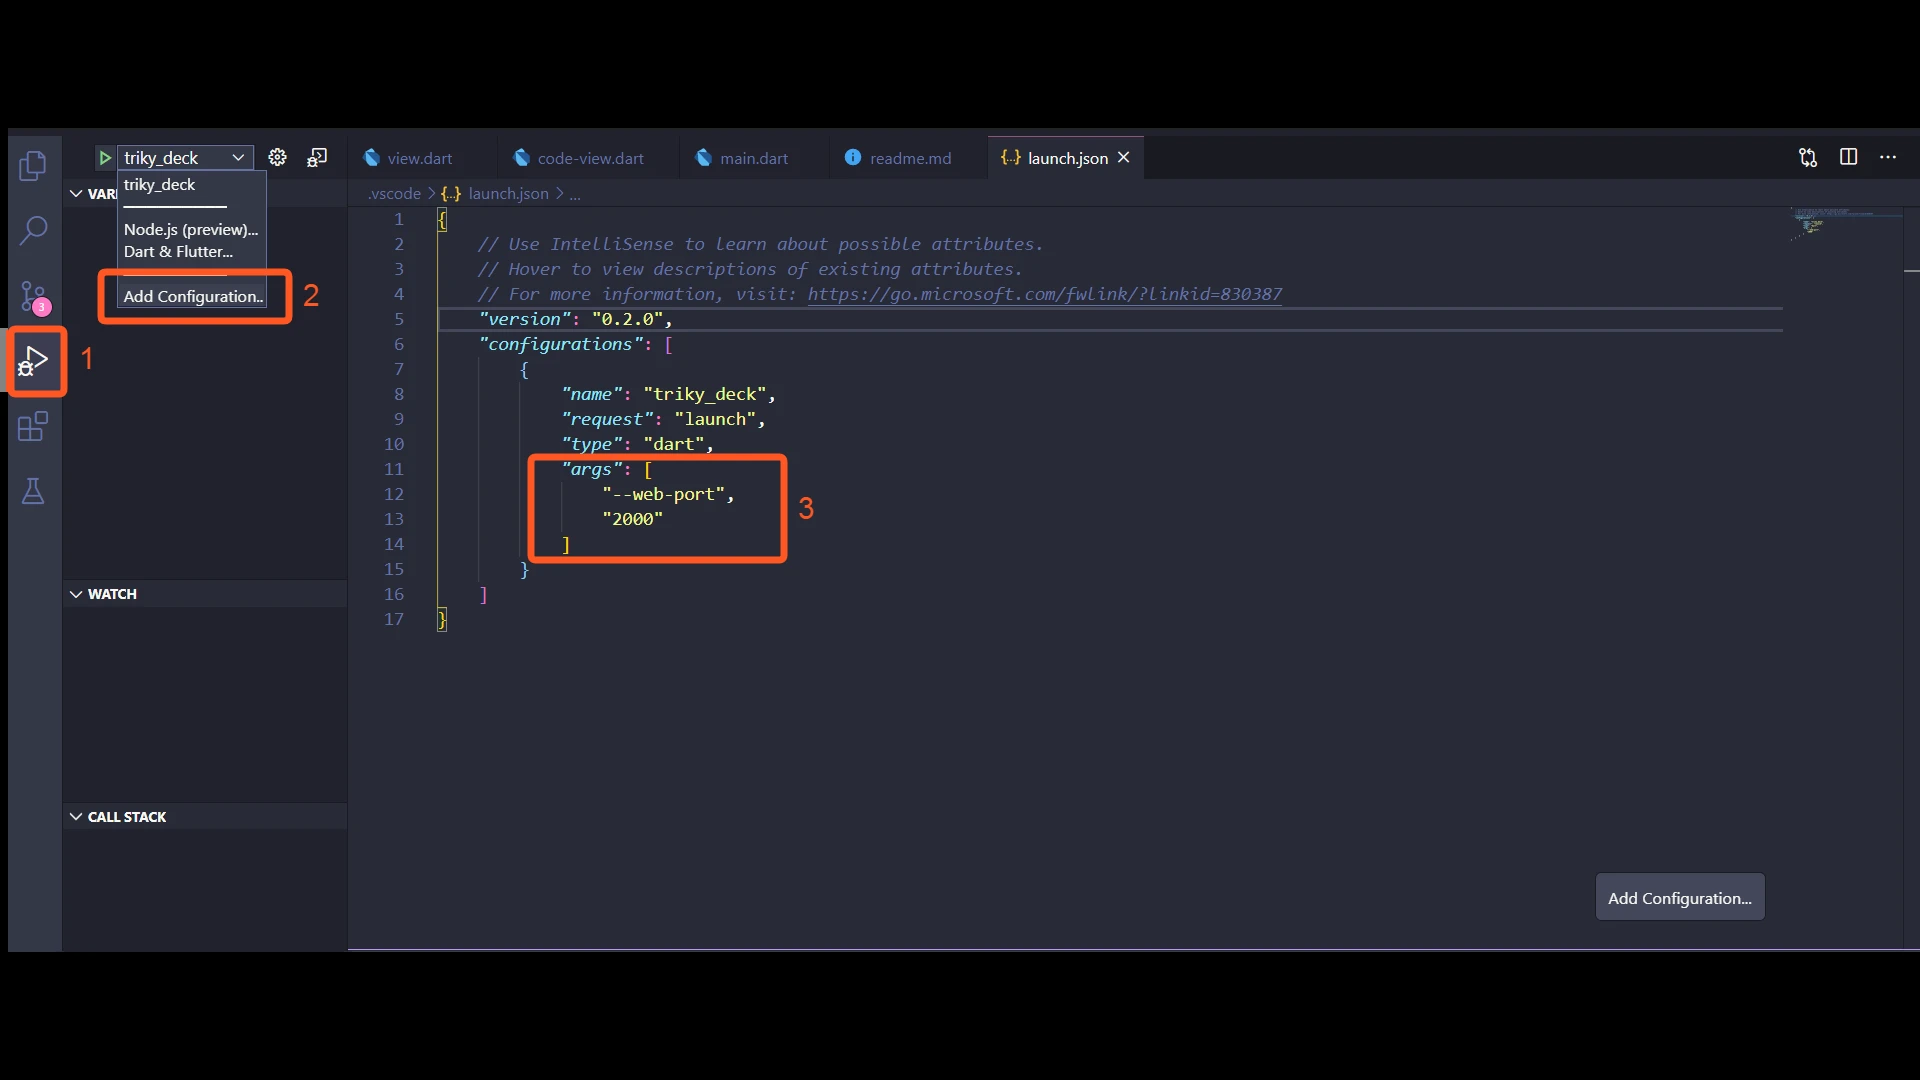 triky_deck
view.dart
code-view.dart
main.dart
readme.md
{..} launch.json
triky_deck
VARI
.vscode > {..} launch.json > ...
Node.js (preview)...
Dart & Flutter...
Add Configuration..
2
3
1
1 {
2 // Use IntelliSense to learn about possible attributes.
3 // Hover to view descriptions of existing attributes.
4 // For more information, visit: https://go.microsoft.com/fwlink/?linkid=830387
5 "version": "0.2.0",
6 "configurations": [
7 {
8 "name": "triky_deck",
9 "request": "launch",
10 "type": "dart",
11 "args": [
12 "--web-port",
13 "2000"
14 ]
15 }
16 ]
17 }
3
WATCH
CALL STACK
Add Configuration...